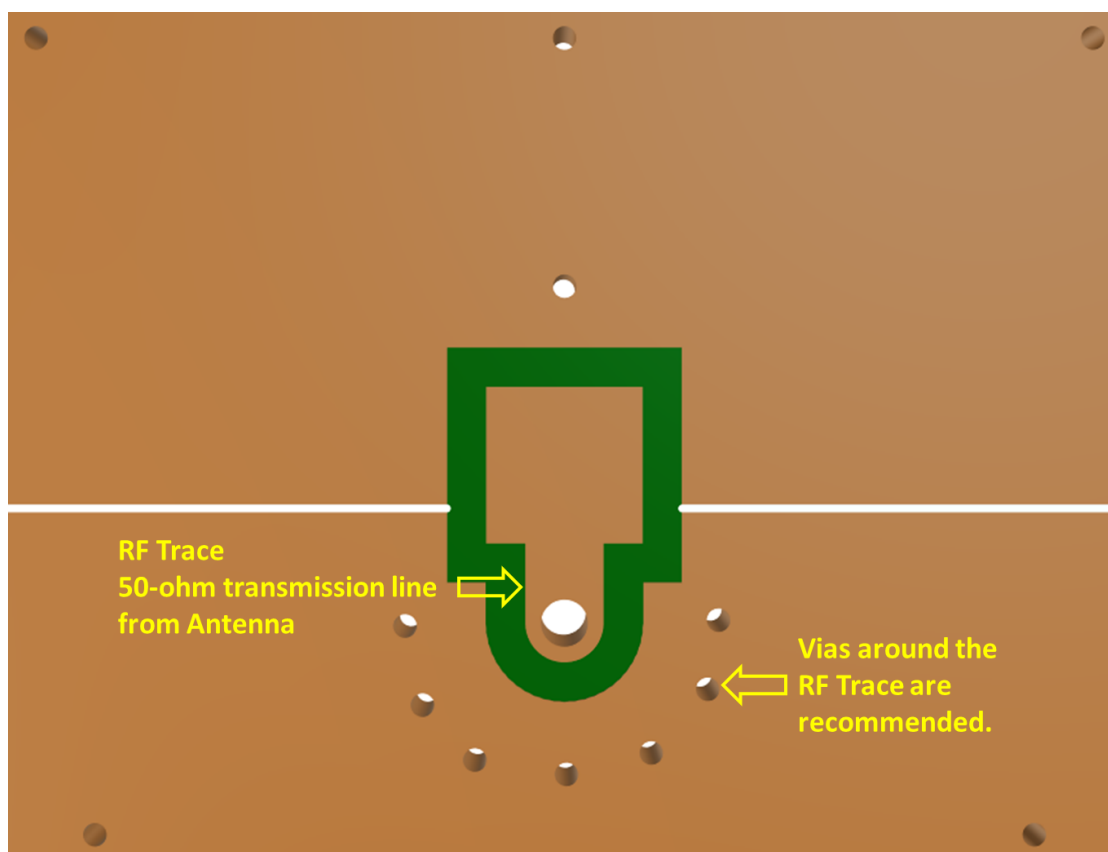 RF Trace
50-ohm transmission line
from Antenna
Vias around the
RF Trace are
recommended.